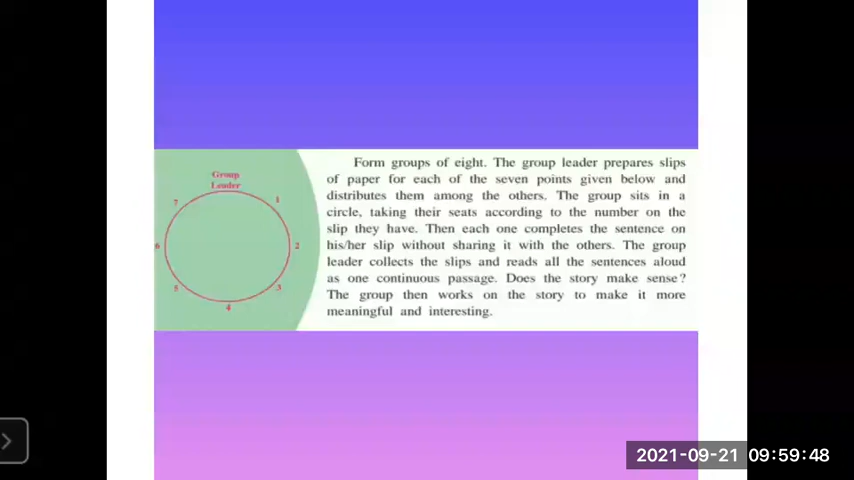 Group
Leader
1
2
3
4
5
6
7
Form groups of eight. The group leader prepares slips
of paper for each of the seven points given below and
distributes them among the others. The group sits in a
circle, taking their seats according to the number on the
slip they have. Then each one completes the sentence on
his/her slip without sharing it with the others. The group
leader collects the slips and reads all the sentences aloud
as one continuous passage. Does the story make sense?
The group then works on the story to make it more
meaningful and interesting.
2021-09-21 09:59:48